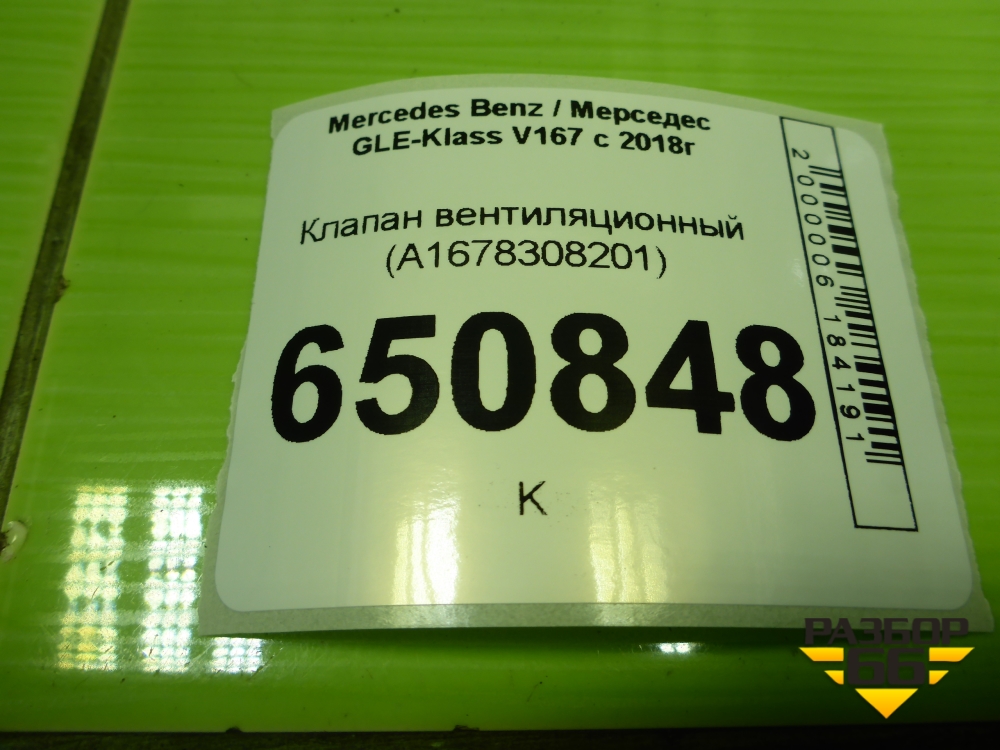 Mercedes Benz / Мерседес
GLE-Klass V167 с 2018г
Клапан вентиляционный
(A1678308201)
650848
К
2000006184191
РАЗБОР
66